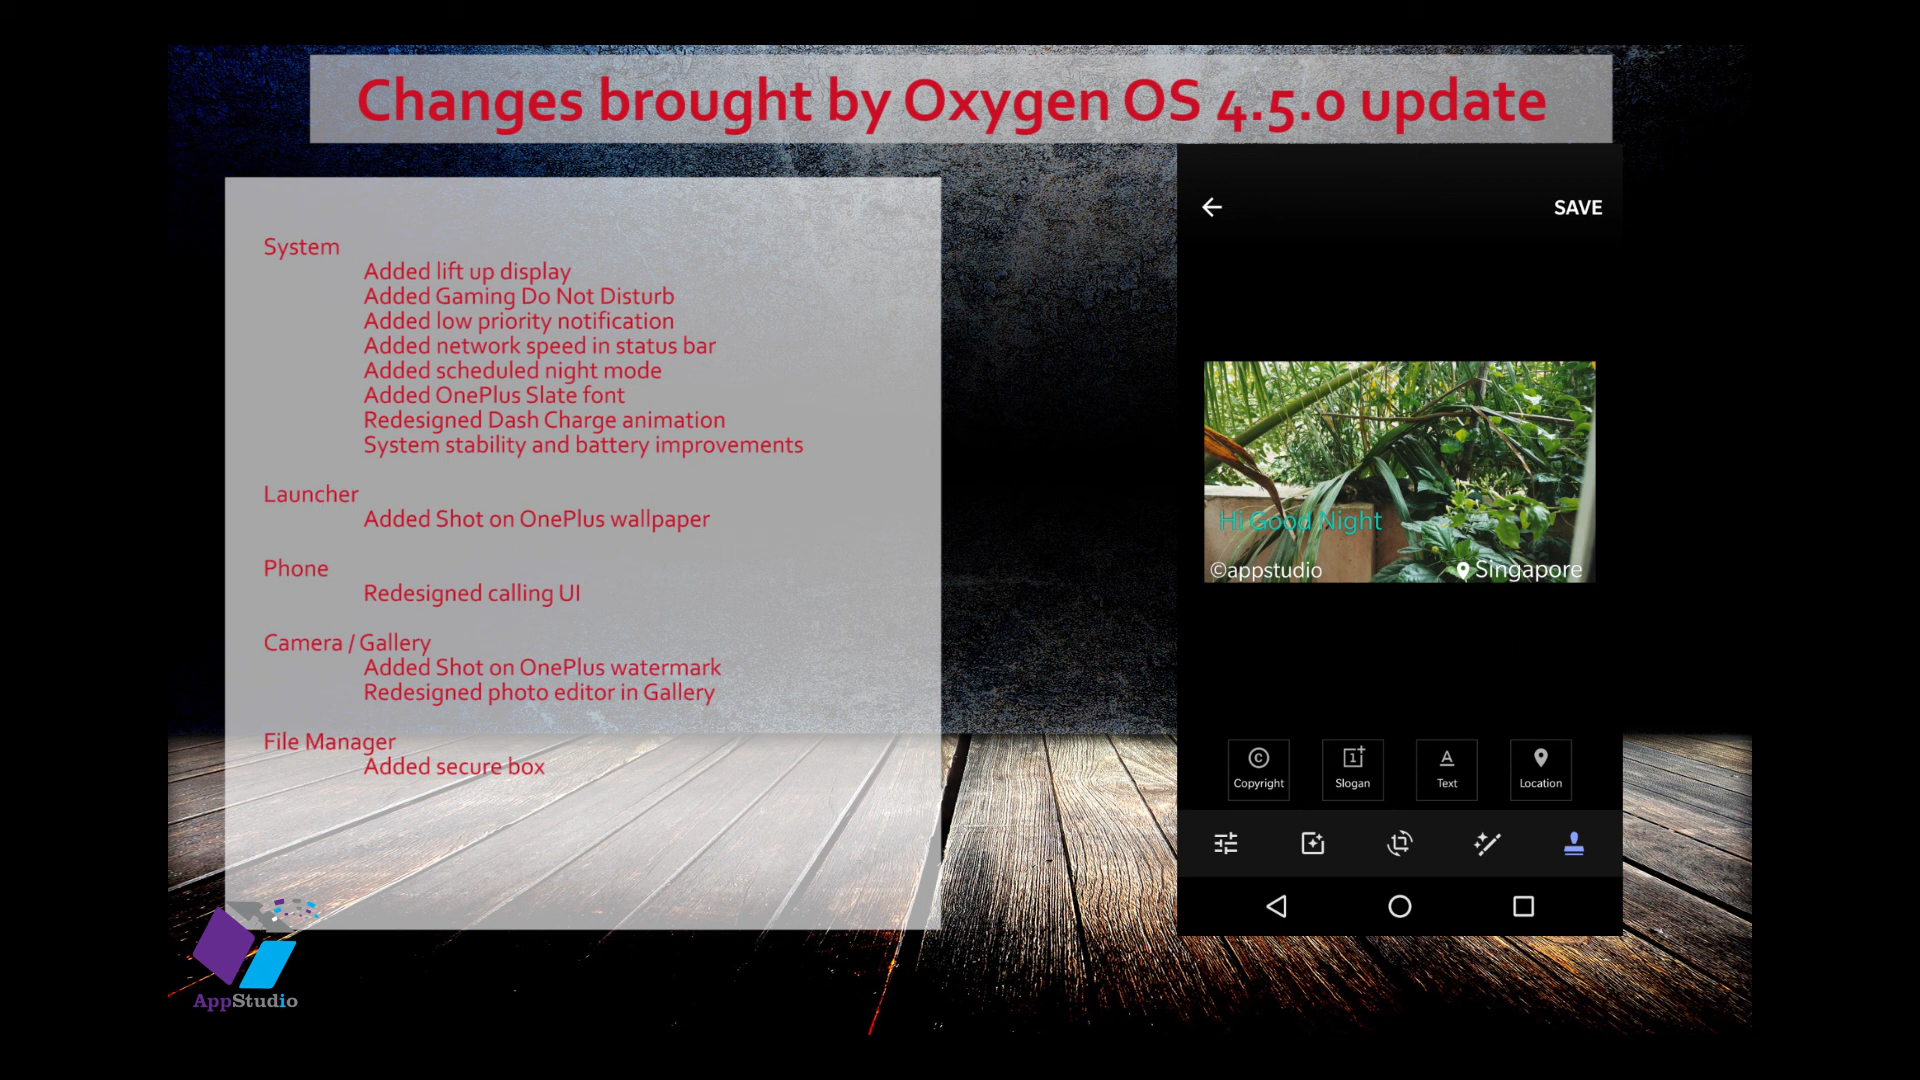 Changes brought by Oxygen OS 4.5.0 update
System
Added lift up display
Added Gaming Do Not Disturb
Added low priority notification
Added network speed in status bar
Added scheduled night mode
Added OnePlus Slate font
Redesigned Dash Charge animation
System stability and battery improvements
Launcher
Added Shot on OnePlus wallpaper
Phone
Redesigned calling UI
Camera / Gallery
Added Shot on OnePlus watermark
Redesigned photo editor in Gallery
File Manager
Added secure box
AppStudio
SAVE
Hi Good Night
©appstudio
Singapore
Copyright
Slogan
Text
Location